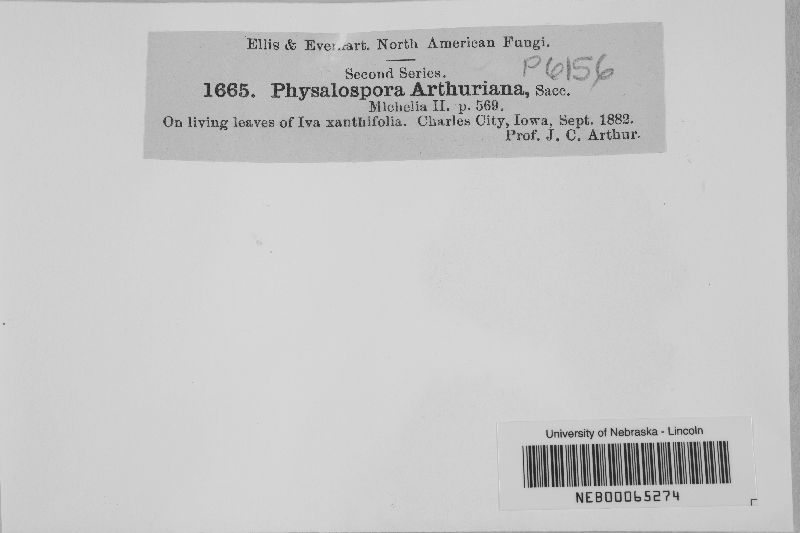 Ellis & Everhart. North American Fungi.
Second Series.
P6156
1665. Physalospora Arthuriana, Sacc.
Michelia II. p. 569.
On living leaves of Iva xanthifolia. Charles City, Iowa, Sept. 1882.
Prof. J. C. Arthur.
University of Nebraska - Lincoln
NEB00065274